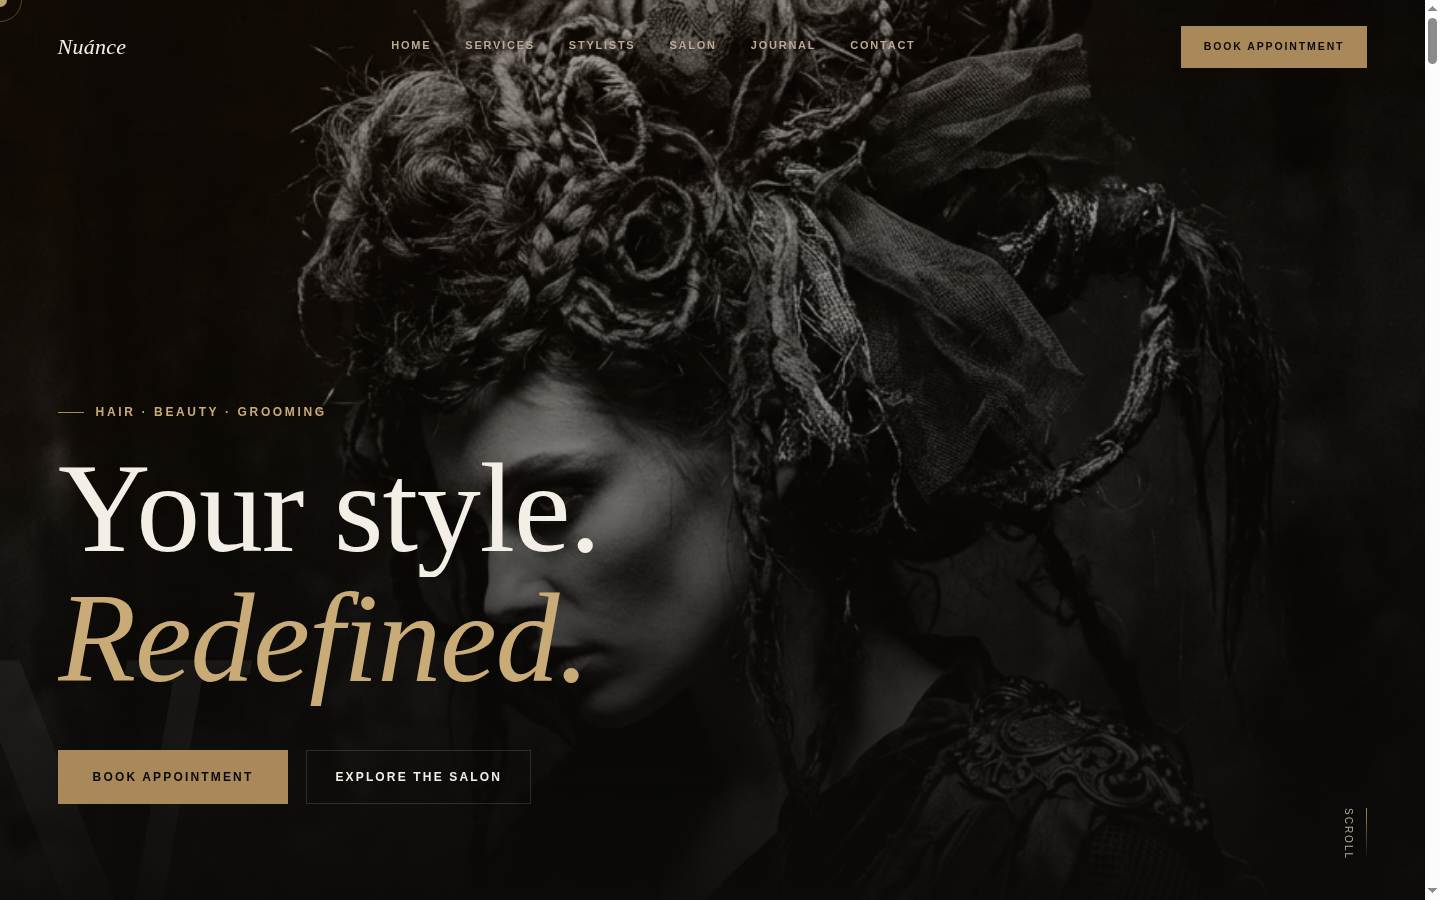 Nuánce
HOME SERVICES STYLISTS SALON JOURNAL CONTACT
BOOK APPOINTMENT
HAIR · BEAUTY · GROOMING
Your style.
Redefined.
BOOK APPOINTMENT
EXPLORE THE SALON
SCROLL